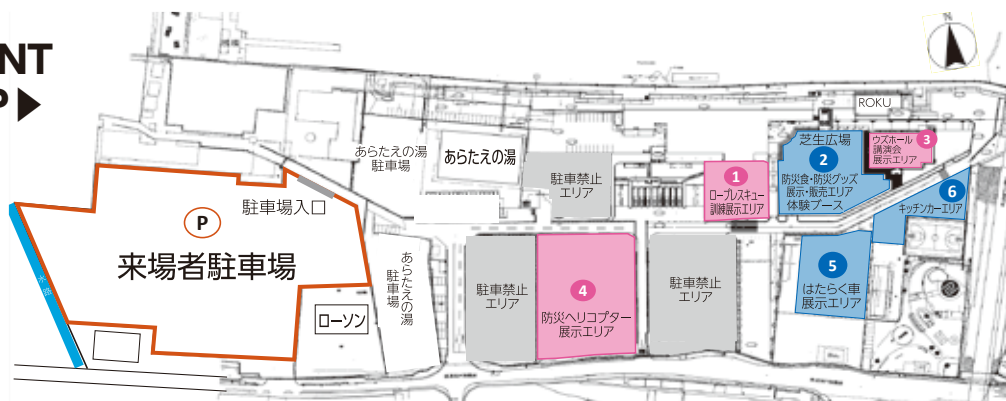 NT
P▶
N
ROKU
芝生広場
2
防災食・防災グッズ
展示・販売エリア
体験ブース
ウズホール
講演会
展示エリア
3
あらたえの湯
駐車場
あらたえの湯
駐車禁止
エリア
1
ロープレスキュー
訓練展示エリア
6
キッチンカーエリア
駐車場入口
P
来場者駐車場
水路
ローソン
あらたえの湯
駐車場
駐車禁止
エリア
4
防災ヘリコプター
展示エリア
駐車禁止
エリア
5
はたらく車
展示エリア